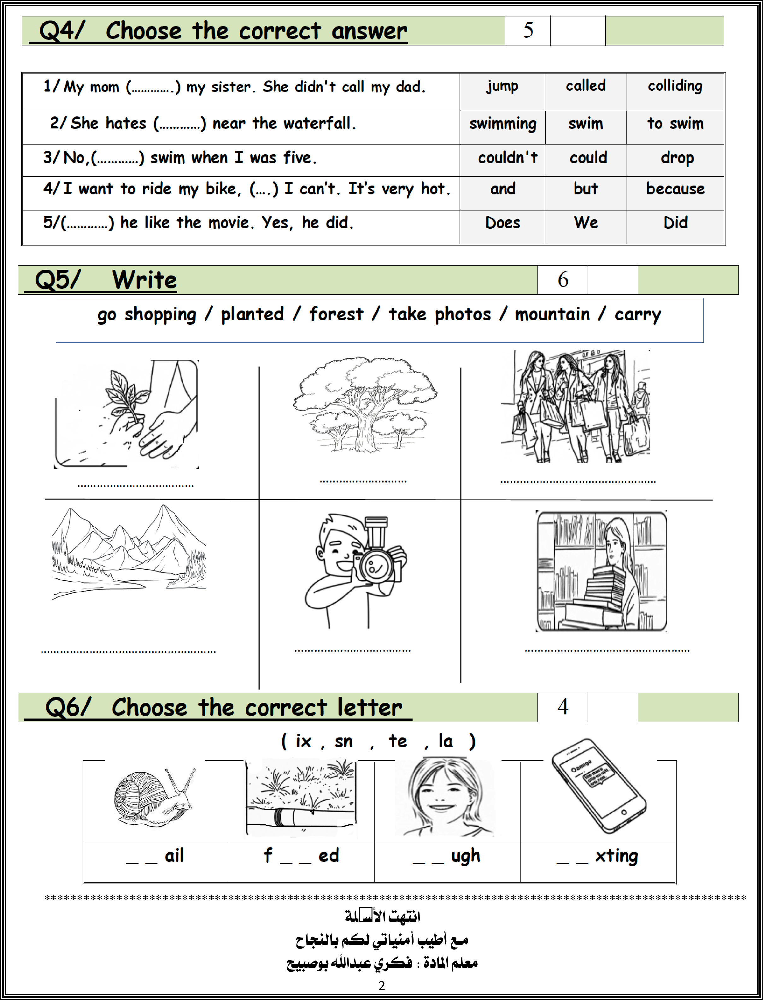 Q4/ Choose the correct answer 5
1/ My mom (………….) my sister. She didn't call my dad. jump called colliding
2/ She hates (…………) near the waterfall. swimming swim to swim
3/ No,(…………) swim when I was five. couldn't could drop
4/ I want to ride my bike, (….) I can't. It's very hot. and but because
5/(…………) he like the movie. Yes, he did. Does We Did
Q5/ Write 6
go shopping / planted / forest / take photos / mountain / carry
Q6/ Choose the correct letter 4
( ix , sn , te , la )
_ _ ail f _ _ ed _ _ ugh _ _ xting
انتهت الأسئلة
مع أطيب أمنياتي لكم بالنجاح
معلم المادة : فكري عبدالله بوصبيح
2